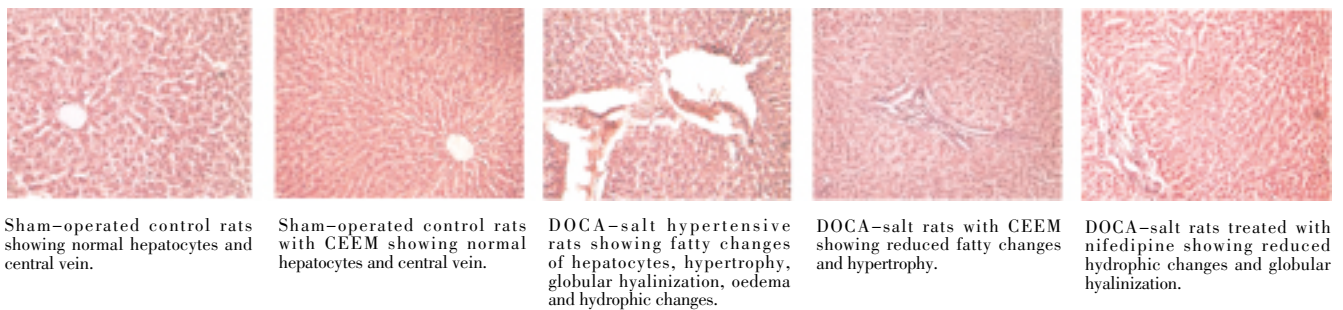 Sham-operated control rats
showing normal hepatocytes and
central vein.
Sham-operated control rats
with CEEM showing normal
hepatocytes and central vein.
DOCA-salt hypertensive
rats showing fatty changes
of hepatocytes, hypertrophy,
globular hyalinization, oedema
and hydrophic changes.
DOCA-salt rats with CEEM
showing reduced fatty changes
and hypertrophy.
DOCA-salt rats treated with
nifedipine showing reduced
hydrophic changes and globular
hyalinization.